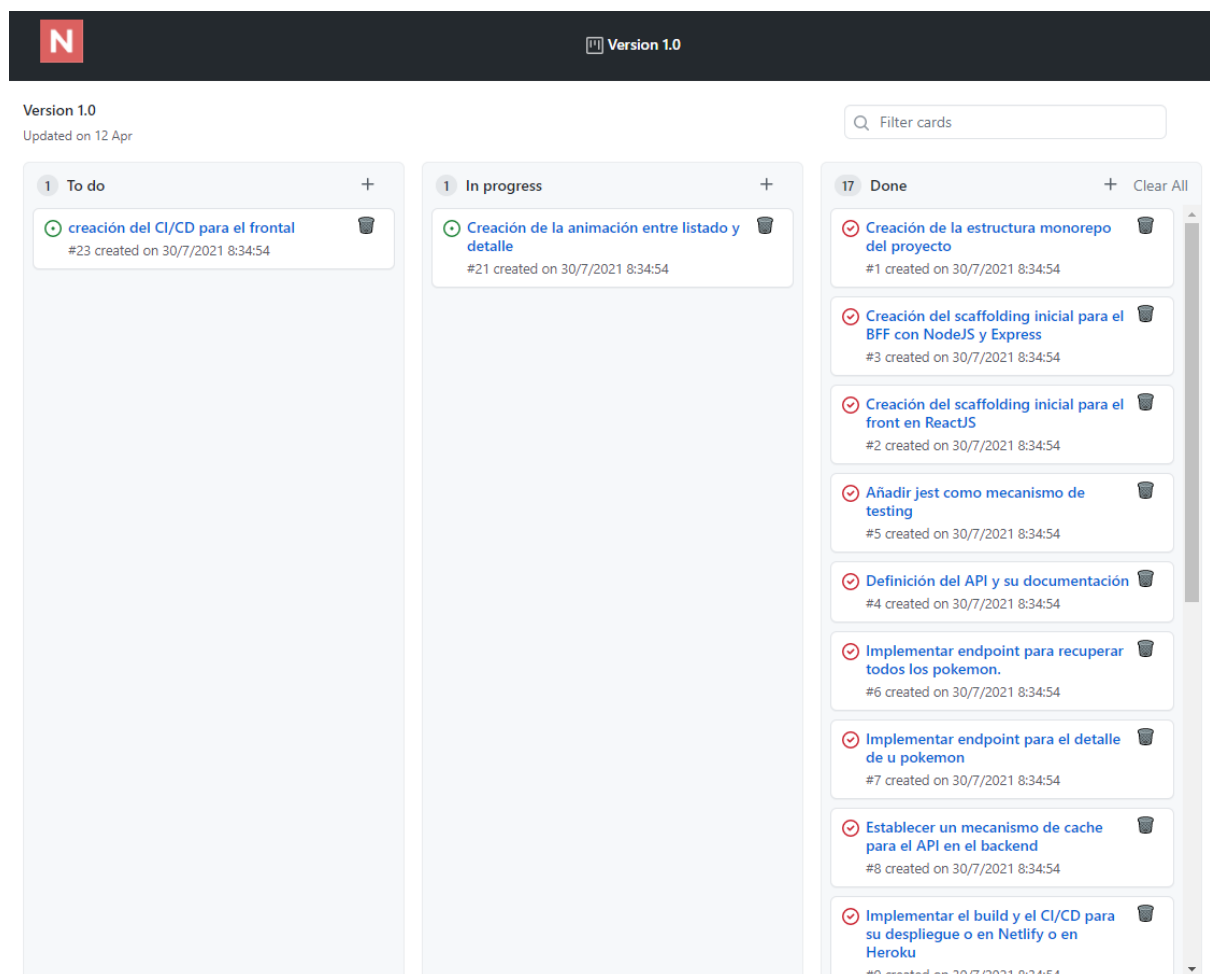 N
Version 1.0
Version 1.0
Updated on 12 Apr
Filter cards
1 To do
creación del CI/CD para el frontal
#23 created on 30/7/2021 8:34:54
1 In progress
Creación de la animación entre listado y
detalle
#21 created on 30/7/2021 8:34:54
17 Done
Clear All
Creación de la estructura monorepo
del proyecto
#1 created on 30/7/2021 8:34:54
Creación del scaffolding inicial para el
BFF con NodeJS y Express
#3 created on 30/7/2021 8:34:54
Creación del scaffolding inicial para el
front en ReactJS
#2 created on 30/7/2021 8:34:54
Añadir jest como mecanismo de
testing
#5 created on 30/7/2021 8:34:54
Definición del API y su documentación
#4 created on 30/7/2021 8:34:54
Implementar endpoint para recuperar
todos los pokemon.
#6 created on 30/7/2021 8:34:54
Implementar endpoint para el detalle
de u pokemon
#7 created on 30/7/2021 8:34:54
Establecer un mecanismo de cache
para el API en el backend
#8 created on 30/7/2021 8:34:54
Implementar el build y el CI/CD para
su despliegue o en Netlify o en
Heroku
#9 created on 30/7/2021 8:34:54